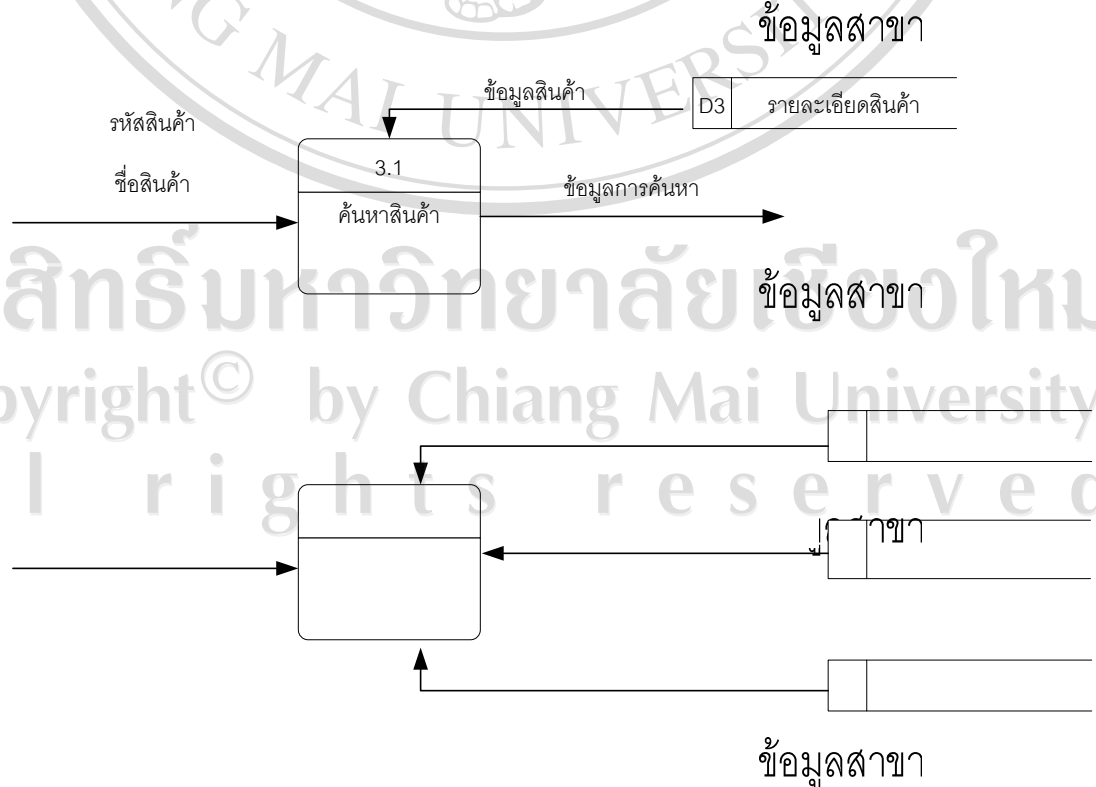 ข้อมูลสาขา
ข้อมูลสินค้า
D3 รายละเอียดสินค้า
รหัสสินค้า
ชื่อสินค้า
3.1
ค้นหาสินค้า
ข้อมูลการค้นหา
ข้อมูลสาขา
ข้อมูลสาขา
NG MAI UNIVERSI
สิทธิ์มหาวิทยาลัยเชียงใหม
pyright© by Chiang Mai University
l rights reserved